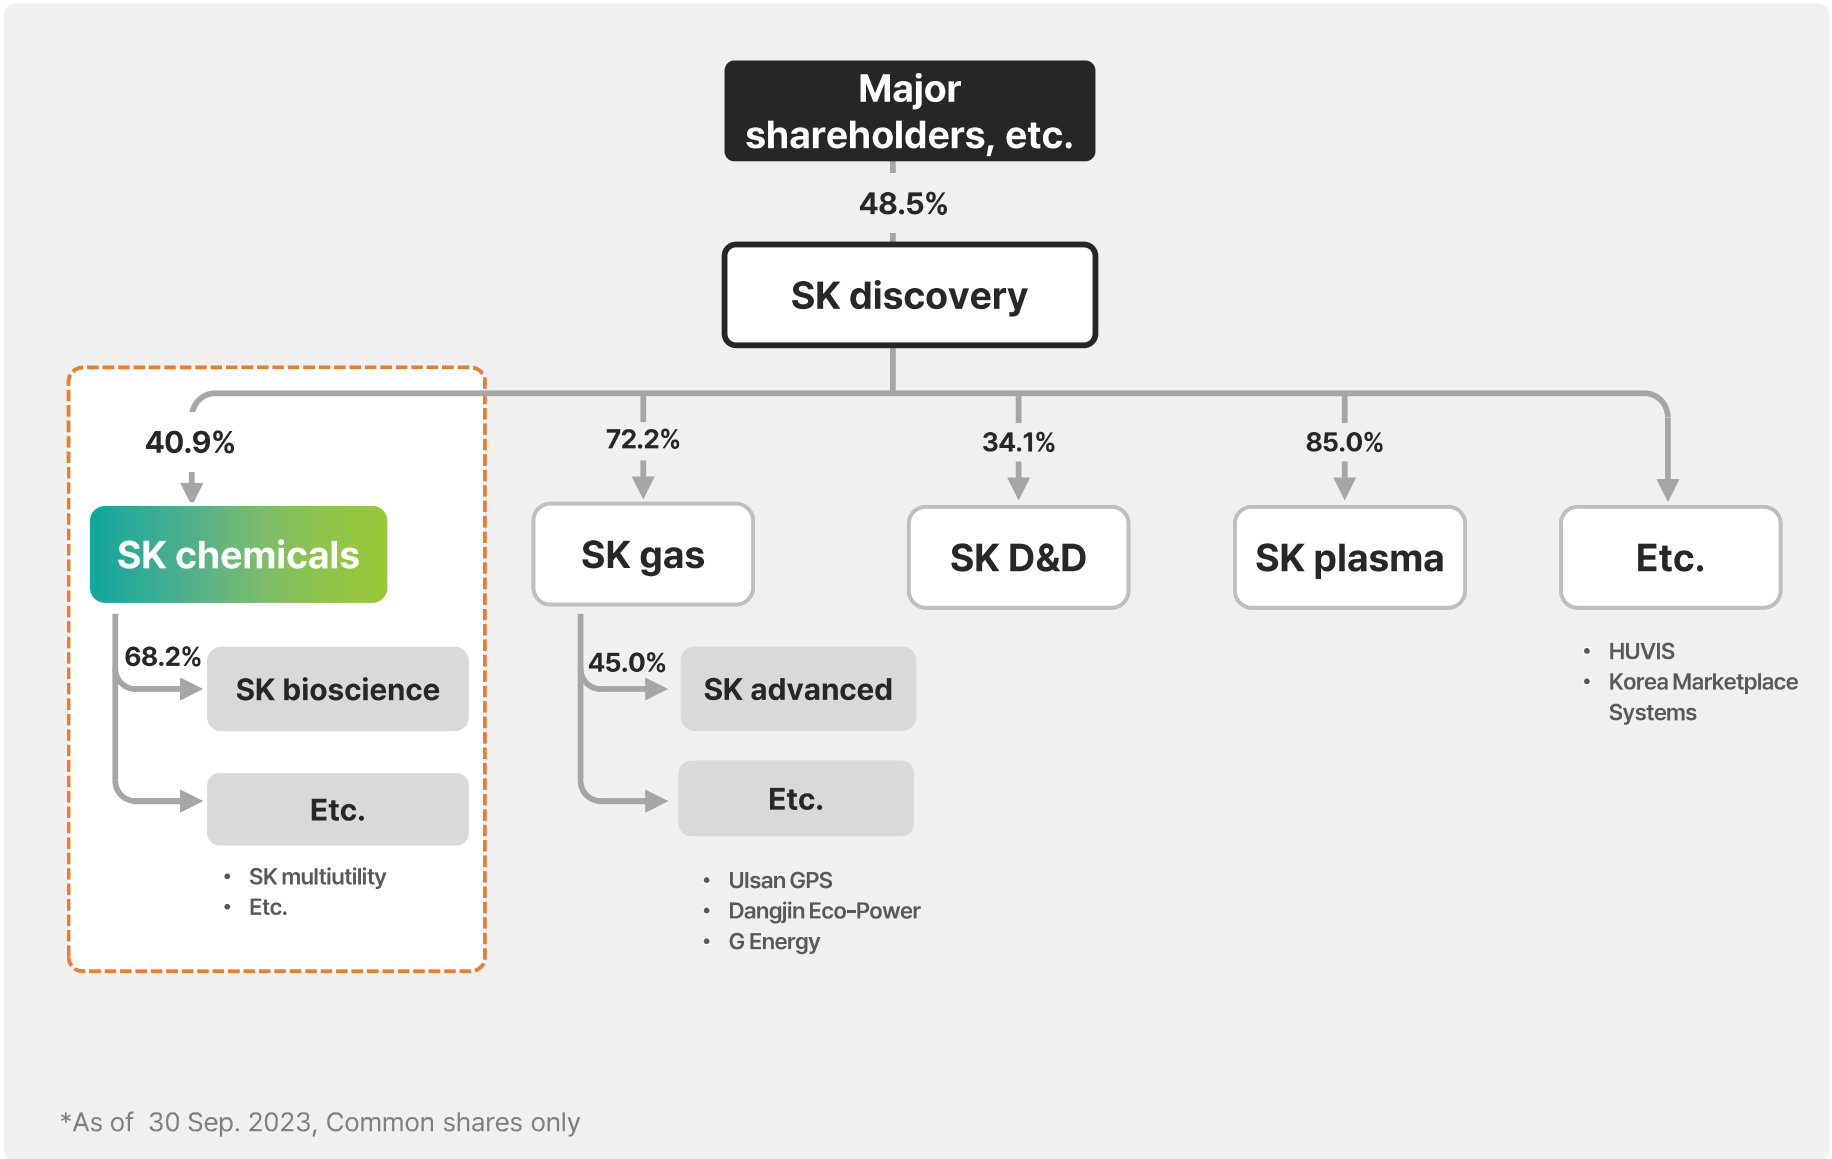 Major
shareholders, etc.
48.5%
SK discovery
40.9%
72.2%
34.1%
85.0%
SK chemicals
SK gas
SK D&D
SK plasma
Etc.
68.2%
SK bioscience
Etc.
• SK multiutility
• Etc.
45.0%
SK advanced
Etc.
• Ulsan GPS
• Dangjin Eco-Power
• G Energy
• HUVIS
• Korea Marketplace
Systems
*As of 30 Sep. 2023, Common shares only